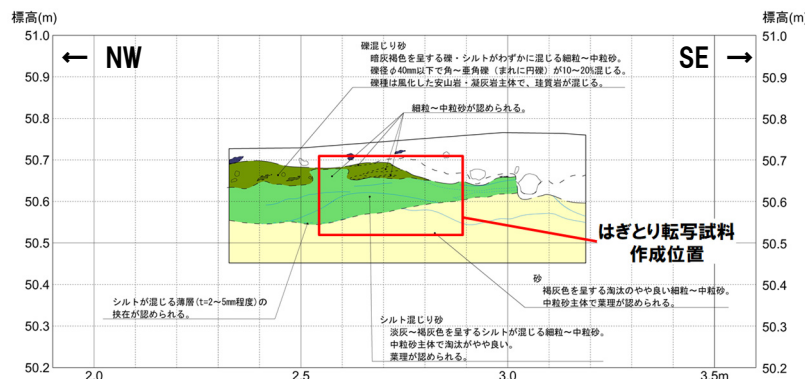 標高(m)
標高(m)
51.0
50.9
50.8
50.7
50.6
50.5
50.4
50.3
50.2
← NW
SE →
礫混じり砂
暗灰褐色を呈する礫・シルトがわずかに混じる細粒~中粒砂。
礫径φ40mm以下で角~亜角礫（まれに円礫）が10~20%混じる。
礫種は風化した安山岩・凝灰岩主体で、珪質岩が混じる。
細粒~中粒砂が認められる。
はぎとり転写試料
作成位置
シルトが混じる薄層(t=2~5mm程度)の
挟在が認められる。
砂
褐灰色を呈する淘汰のやや良い細粒~中粒砂。
中粒砂主体で葉理が認められる。
シルト混じり砂
淡灰~褐灰色を呈するシルトが混じる細粒~中粒砂。
中粒砂主体で淘汰がやや良い。
葉理が認められる。
51.0
50.9
50.8
50.7
50.6
50.5
50.4
50.3
50.2
2.0
2.5
3.0
3.5m